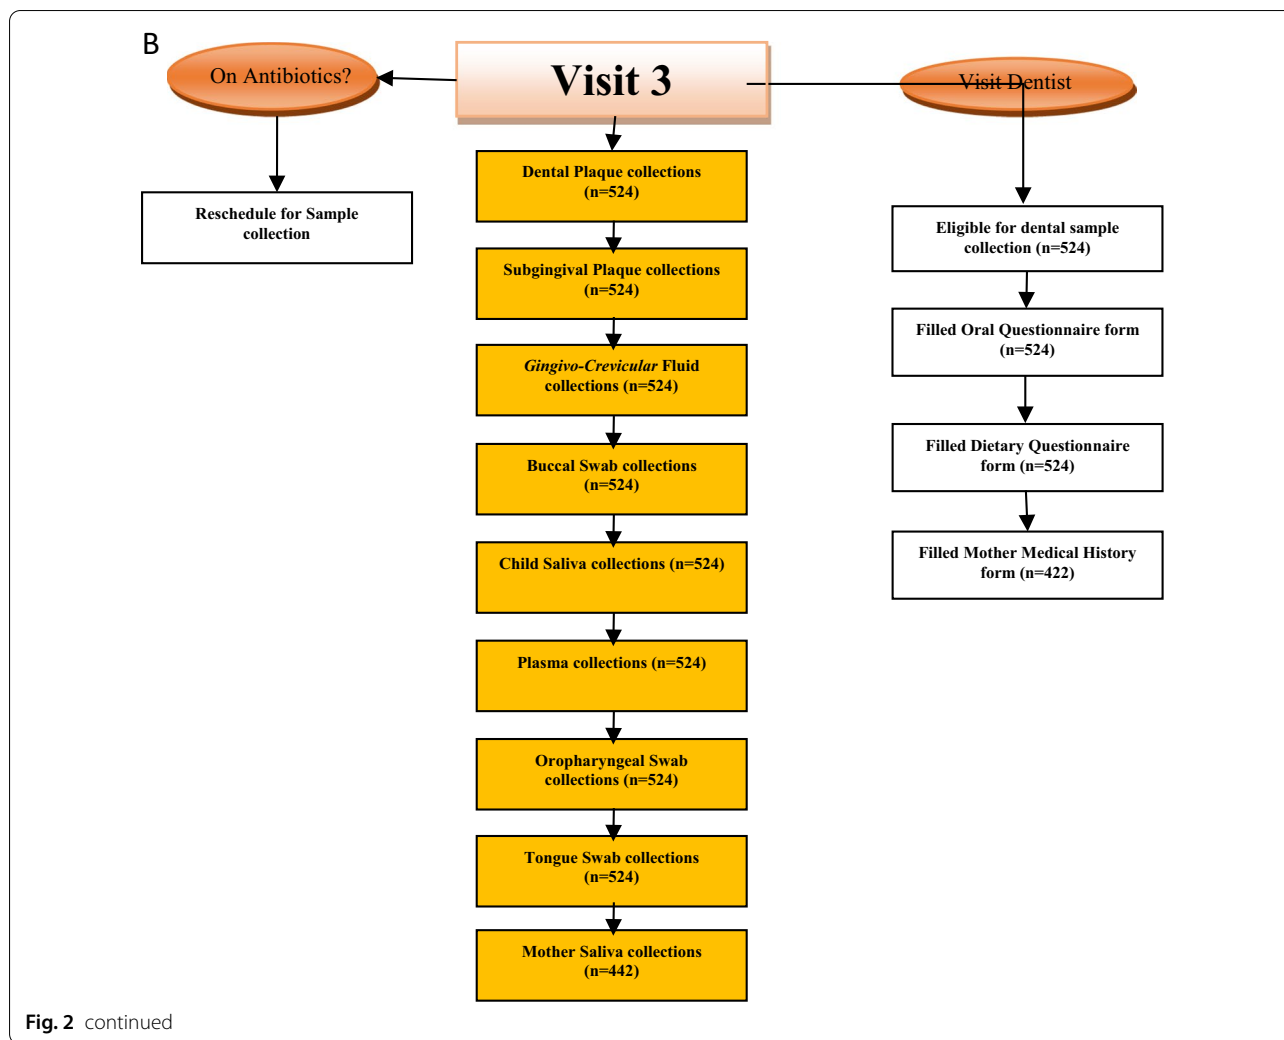 B
On Antibiotics?
Visit 3
Visit Dentist
Reschedule for Sample
collection
Dental Plaque collections
(n=524)
Subgingival Plaque collections
(n=524)
Gingivo-Crevicular Fluid
collections (n=524)
Buccal Swab collections
(n=524)
Child Saliva collections (n=524)
Plasma collections (n=524)
Oropharyngeal Swab
collections (n=524)
Tongue Swab collections
(n=524)
Mother Saliva collections
(n=442)
Eligible for dental sample
collection (n=524)
Filled Oral Questionnaire form
(n=524)
Filled Dietary Questionnaire
form (n=524)
Filled Mother Medical History
form (n=422)
Fig. 2 continued